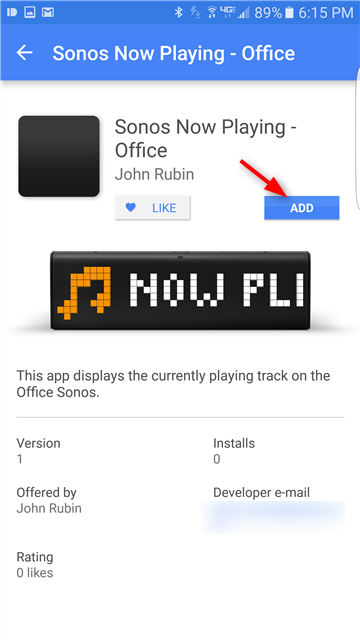 4G LTE 89% 6:15 PM
Sonos Now Playing - Office
Sonos Now Playing -
Office
John Rubin
LIKE
ADD
NOW PLI
This app displays the currently playing track on the
Office Sonos.
Version
Installs
1
0
Offered by
Developer e-mail
John Rubin
Rating
0 likes